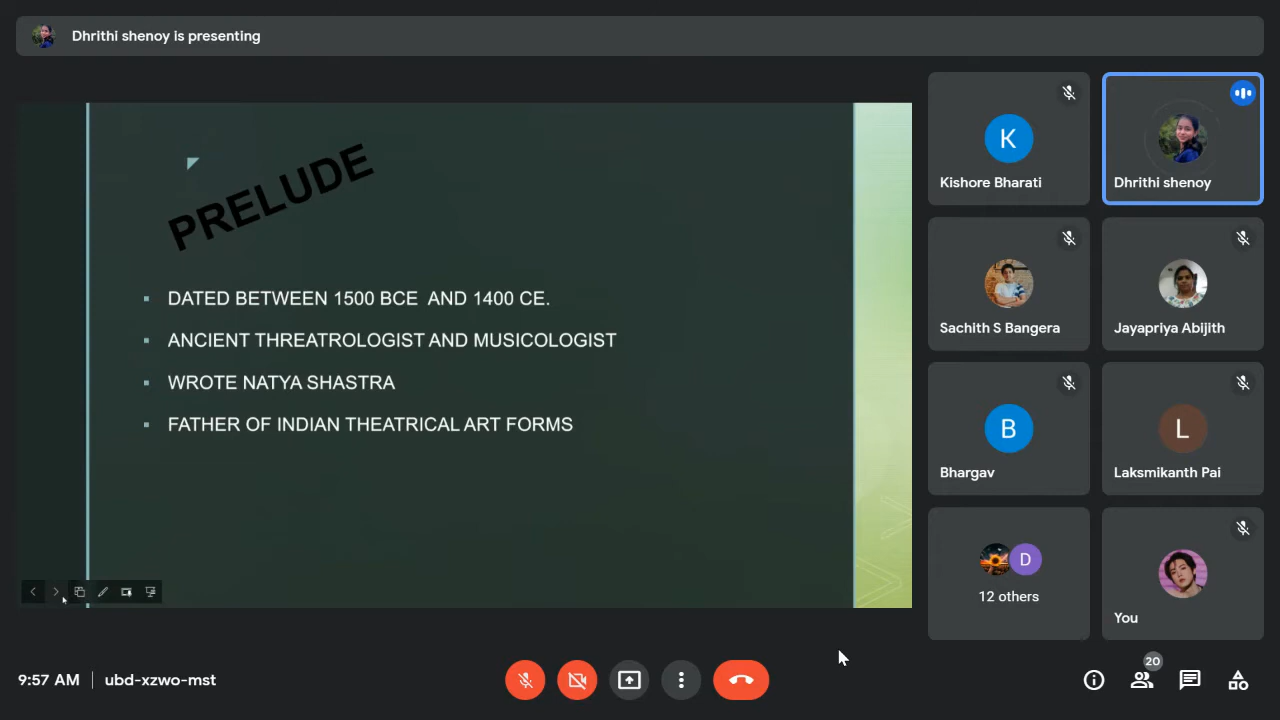 Dhrithi shenoy is presenting
PRELUDE
DATED BETWEEN 1500 BCE AND 1400 CE.
ANCIENT THREATROLOGIST AND MUSICOLOGIST
WROTE NATYA SHASTRA
FATHER OF INDIAN THEATRICAL ART FORMS
K
Kishore Bharati
Dhrithi shenoy
Sachith S Bangera
Jayapriya Abijith
B
Bhargav
L
Laksmikanth Pai
D
12 others
You
9:57 AM | ubd-xzwo-mst
20